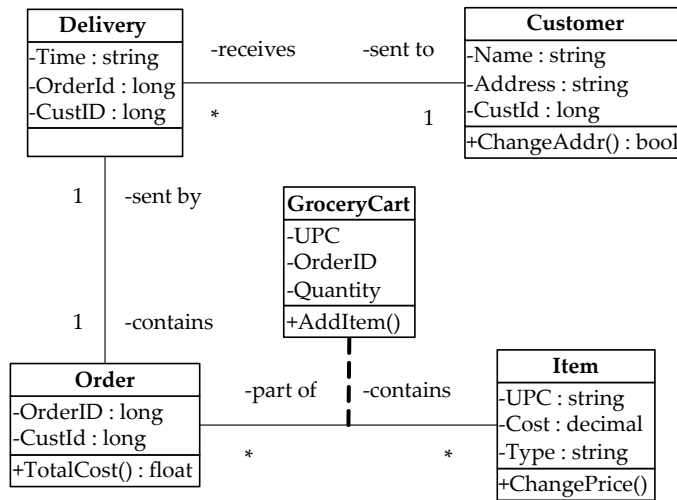 Delivery
-Time : string
-OrderId : long
-CustID : long
-receives
-sent to
*
1
Customer
-Name : string
-Address : string
-CustId : long
+ChangeAddr() : bool
1
-sent by
GroceryCart
-UPC
-OrderID
-Quantity
+AddItem()
1
-contains
Order
-OrderID : long
-CustId : long
+TotalCost() : float
-part of
-contains
*
*
Item
-UPC : string
-Cost : decimal
-Type : string
+ChangePrice()